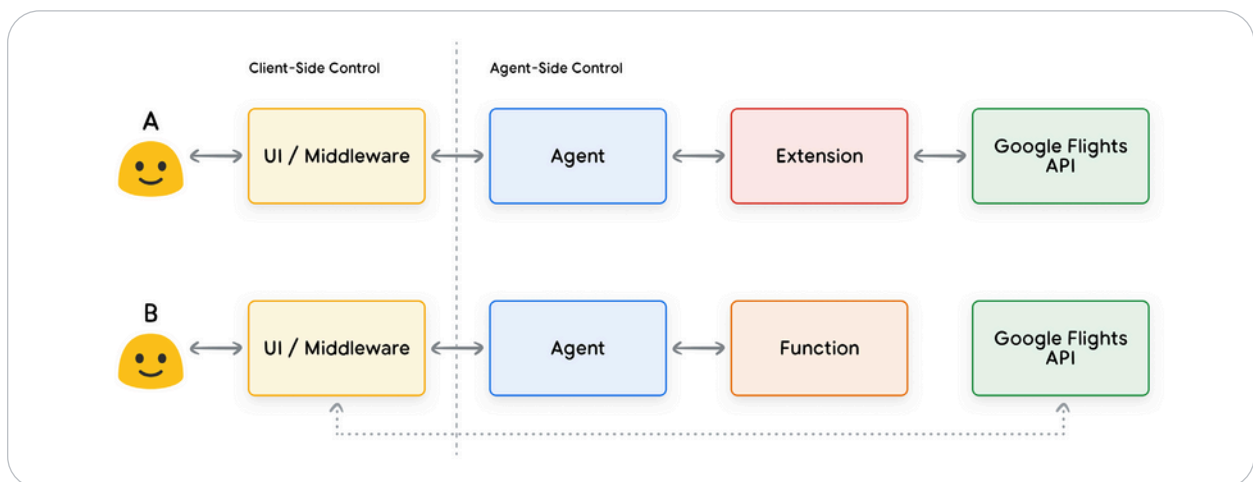 Client-Side Control
Agent-Side Control
A
UI / Middleware
Agent
Extension
Google Flights
API
B
UI / Middleware
Agent
Function
Google Flights
API